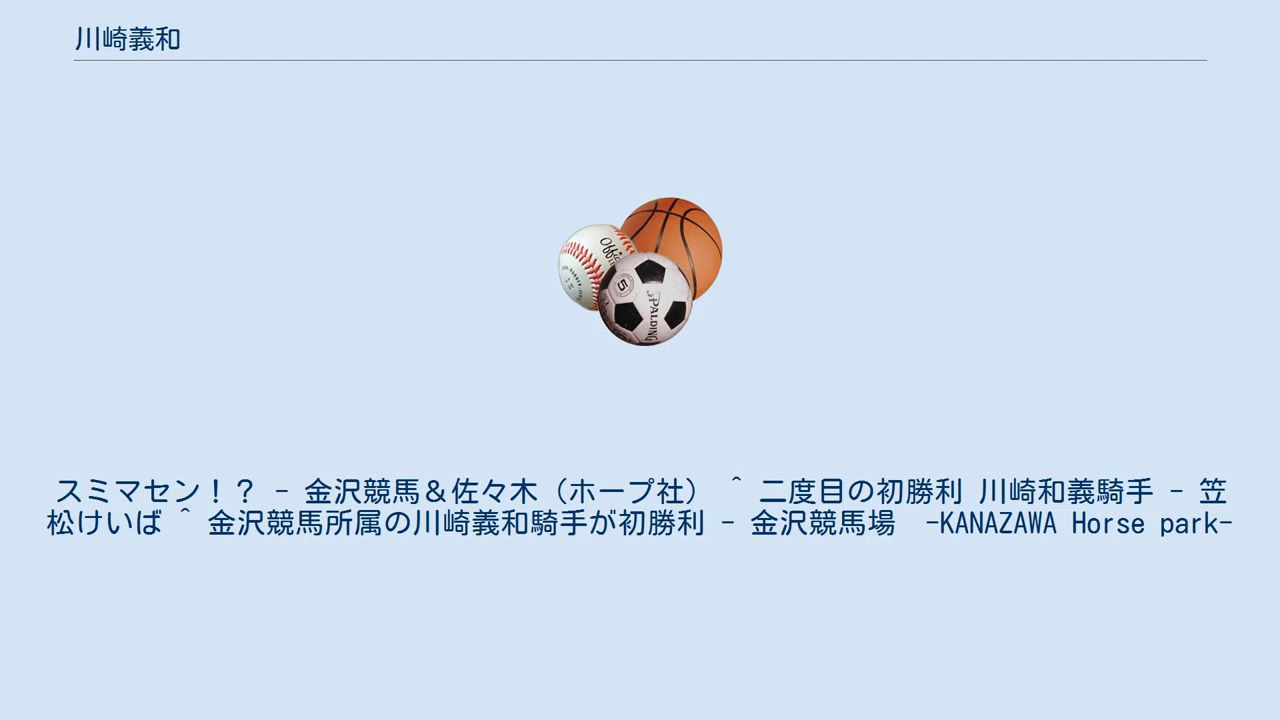 川崎義和
Offic
5
SPALDING
スミマセン！？ - 金沢競馬＆佐々木（ホープ社） ^ 二度目の初勝利 川崎和義騎手 - 笠
松けいば ^ 金沢競馬所属の川崎義和騎手が初勝利 - 金沢競馬場　-KANAZAWA Horse park-